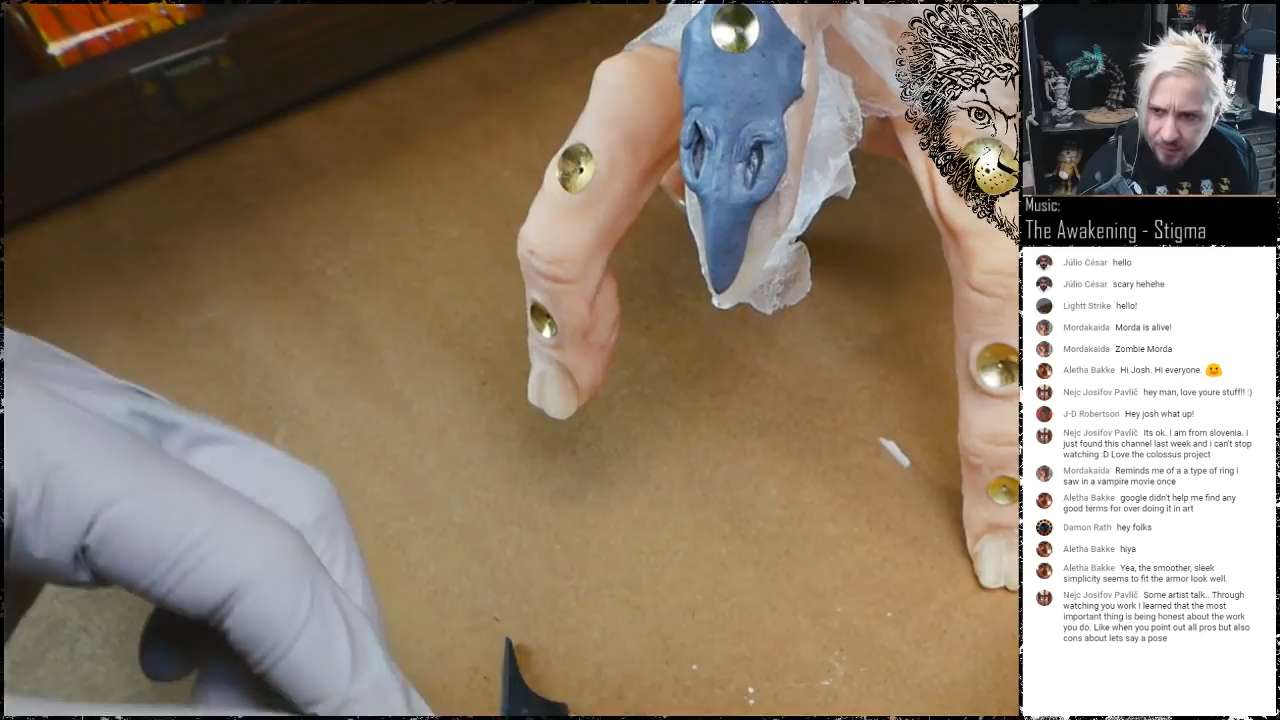 Music:
The Awakening - Stigma
Júlio César hello
Júlio César scary hehehe
Lightt Strike hello!
Mordakaida Morda is alive!
Mordakaida Zombie Morda
Aletha Bakke Hi Josh. Hi everyone.
Nejc Josifov Pavlič hey man, love youre stuff!! :)
J-D Robertson Hey josh what up!
Nejc Josifov Pavlič Its ok. I am from slovenia. I
just found this channel last week and i can't stop
watching :D Love the colossus project
Mordakaida Reminds me of a a type of ring i
saw in a vampire movie once
Aletha Bakke google didn't help me find any
good terms for over doing it in art
Damon Rath hey folks
Aletha Bakke hiya
Aletha Bakke Yea, the smoother, sleek
simplicity seems to fit the armor look well.
Nejc Josifov Pavlič Some artist talk.. Through
watching you work I learned that the most
important thing is being honest about the work
you do. Like when you point out all pros but also
cons about lets say a pose